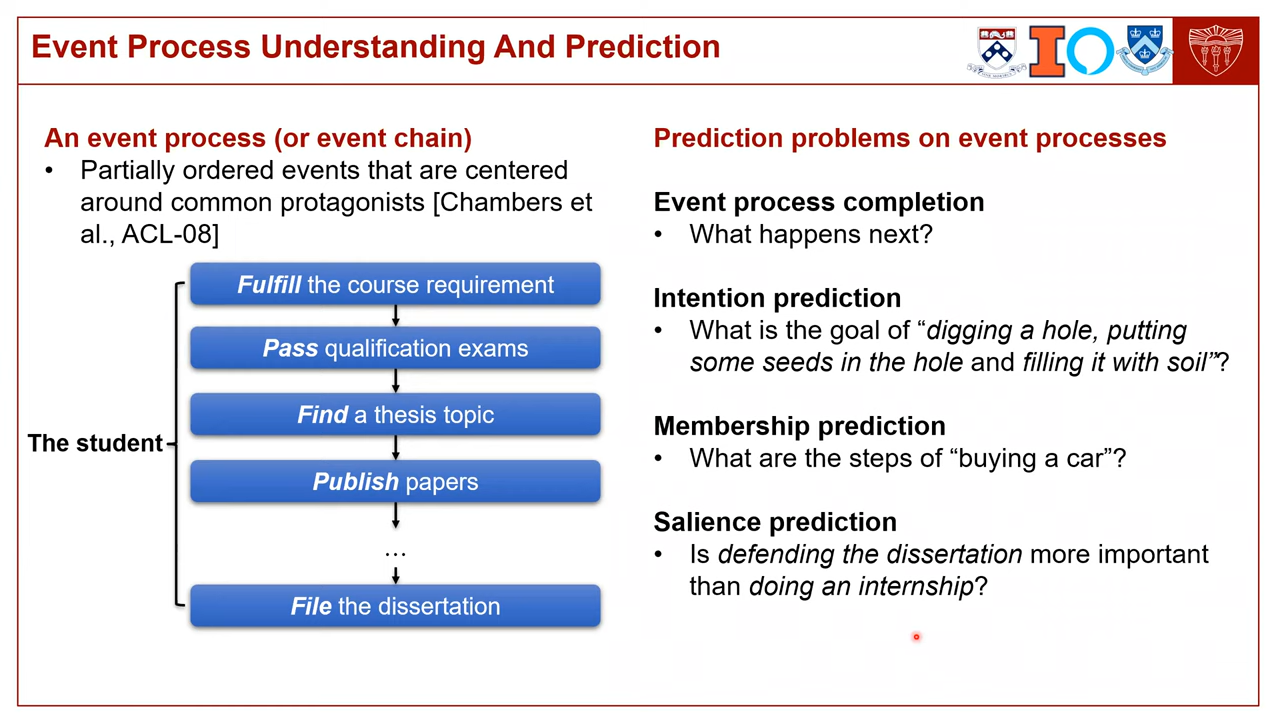 Event Process Understanding And Prediction
An event process (or event chain)
• Partially ordered events that are centered
around common protagonists [Chambers et
al., ACL-08]
The student
Fulfill the course requirement
Pass qualification exams
Find a thesis topic
Publish papers
…
File the dissertation
Prediction problems on event processes
Event process completion
• What happens next?
Intention prediction
• What is the goal of “digging a hole, putting
some seeds in the hole and filling it with soil”?
Membership prediction
• What are the steps of “buying a car”?
Salience prediction
• Is defending the dissertation more important
than doing an internship?